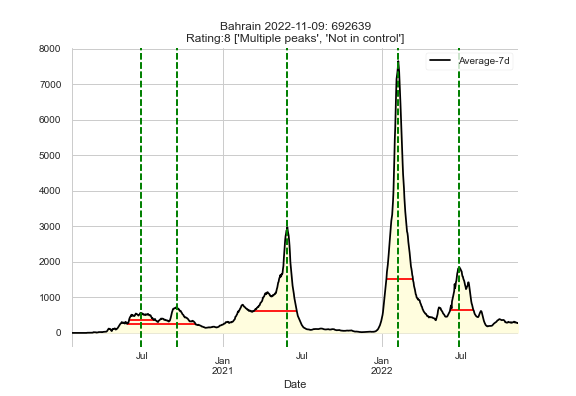 Bahrain 2022-11-09: 692639
Rating:8 ['Multiple peaks', 'Not in control']
8000
7000
6000
5000
4000
3000
2000
1000
0
Average-7d
Jul
Jan
2021
Jul
Jan
2022
Jul
Date